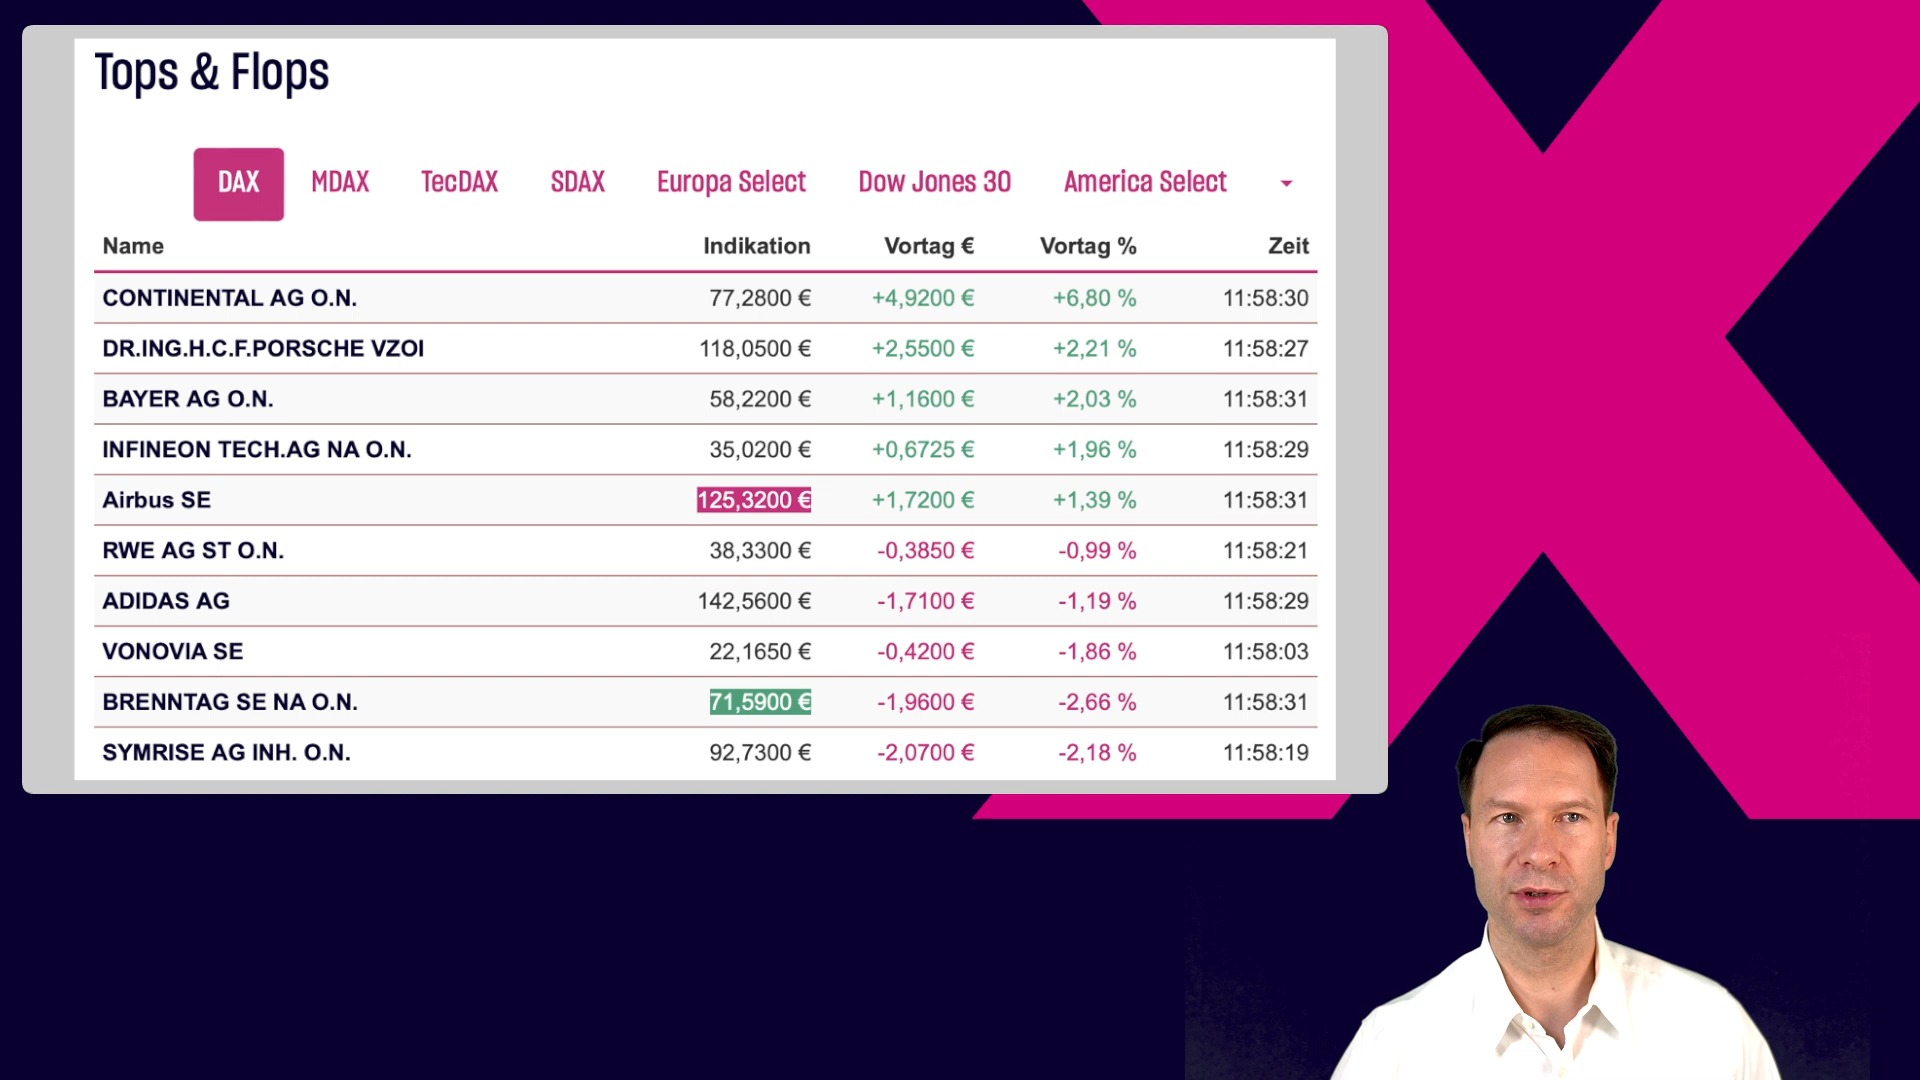 Tops & Flops
DAX MDAX TecDAX SDAX Europa Select Dow Jones 30 America Select
Name Indikation Vortag € Vortag % Zeit
CONTINENTAL AG O.N. 77,2800 € +4,9200 € +6,80 % 11:58:30
DR.ING.H.C.F.PORSCHE VZOI 118,0500 € +2,5500 € +2,21 % 11:58:27
BAYER AG O.N. 58,2200 € +1,1600 € +2,03 % 11:58:31
INFINEON TECH.AG NA O.N. 35,0200 € +0,6725 € +1,96 % 11:58:29
Airbus SE 125,3200 € +1,7200 € +1,39 % 11:58:31
RWE AG ST O.N. 38,3300 € -0,3850 € -0,99 % 11:58:21
ADIDAS AG 142,5600 € -1,7100 € -1,19 % 11:58:29
VONOVIA SE 22,1650 € -0,4200 € -1,86 % 11:58:03
BRENNTAG SE NA O.N. 71,5900 € -1,9600 € -2,66 % 11:58:31
SYMRISE AG INH. O.N. 92,7300 € -2,0700 € -2,18 % 11:58:19